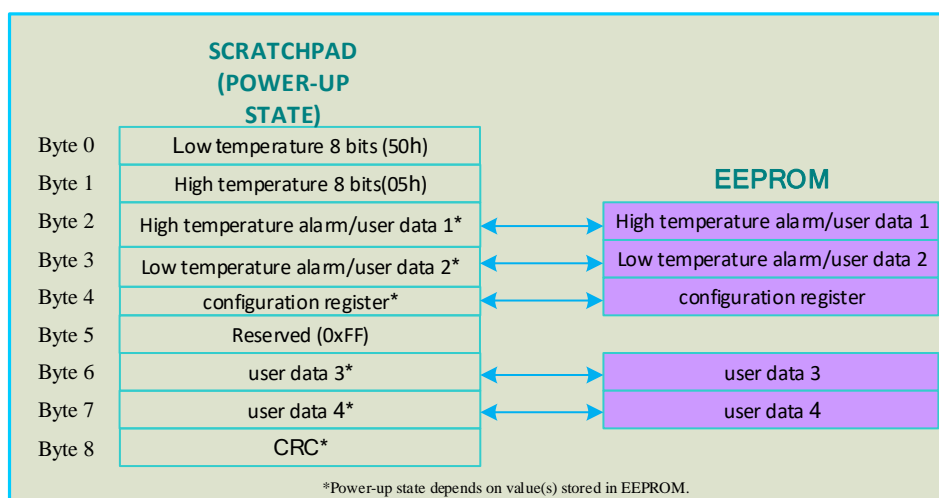 SCRATCHPAD
(POWER-UP
STATE)
Byte 0 Low temperature 8 bits (50h)
Byte 1 High temperature 8 bits(05h)
EEPROM
Byte 2 High temperature alarm/user data 1* High temperature alarm/user data 1
Byte 3 Low temperature alarm/user data 2* Low temperature alarm/user data 2
Byte 4 configuration register* configuration register
Byte 5 Reserved (0xFF)
Byte 6 user data 3* user data 3
Byte 7 user data 4* user data 4
Byte 8 CRC*
*Power-up state depends on value(s) stored in EEPROM.